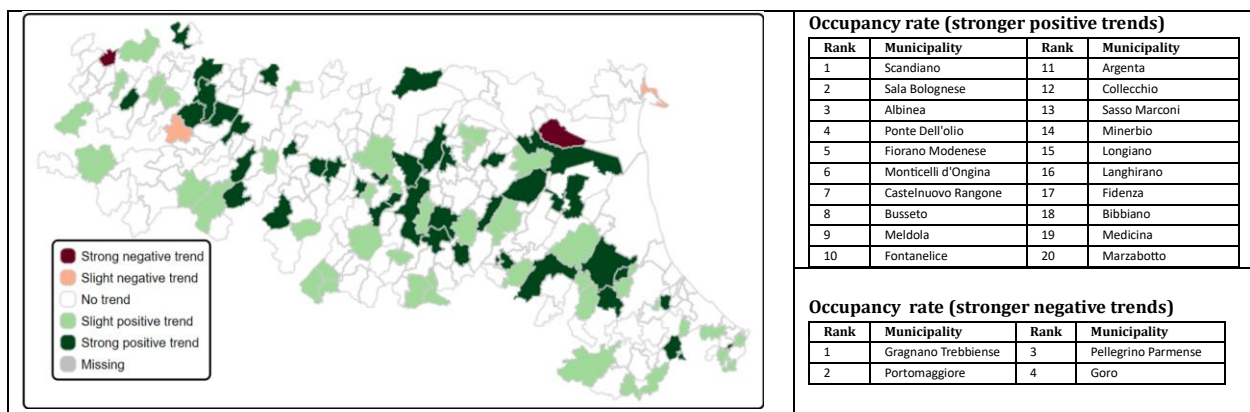 Strong negative trend
Slight negative trend
No trend
Slight positive trend
Strong positive trend
Missing
Occupancy rate (stronger positive trends)
Rank Municipality Rank Municipality
1 Scandiano 11 Argenta
2 Sala Bolognese 12 Collecchio
3 Albinea 13 Sasso Marconi
4 Ponte Dell'olio 14 Minerbio
5 Fiorano Modenese 15 Longiano
6 Monticelli d'Ongina 16 Langhirano
7 Castelnuovo Rangone 17 Fidenza
8 Busseto 18 Bibbiano
9 Meldola 19 Medicina
10 Fontanelice 20 Marzabotto
Occupancy rate (stronger negative trends)
Rank Municipality Rank Municipality
1 Gragnano Trebbiense 3 Pellegrino Parmense
2 Portomaggiore 4 Goro